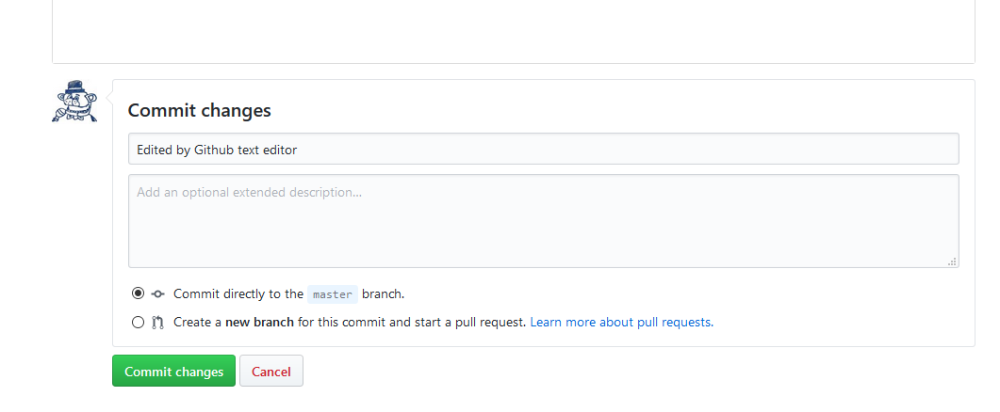 Commit changes
Edited by Github text editor
Add an optional extended description...
Commit directly to the master branch.
Create a new branch for this commit and start a pull request. Learn more about pull requests.
Commit changes Cancel